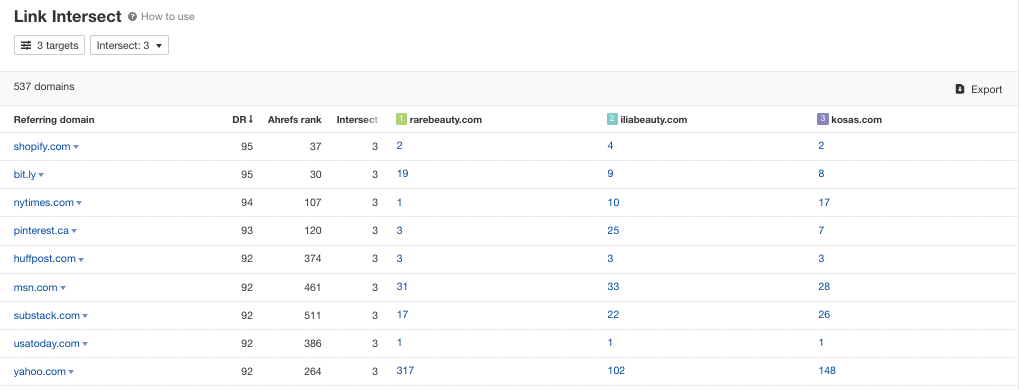 Link Intersect ? How to use
3 targets Intersect: 3
537 domains Export
Referring domain DR↓ Ahrefs rank Intersect 1 rarebeauty.com 2 iliabeauty.com 3 kosas.com
shopify.com 95 37 3 2 4 2
bit.ly 95 30 3 19 9 8
nytimes.com 94 107 3 1 10 17
pinterest.ca 93 120 3 3 25 7
huffpost.com 92 374 3 3 3 3
msn.com 92 461 3 31 33 28
substack.com 92 511 3 17 22 26
usatoday.com 92 386 3 1 1 1
yahoo.com 92 264 3 317 102 148